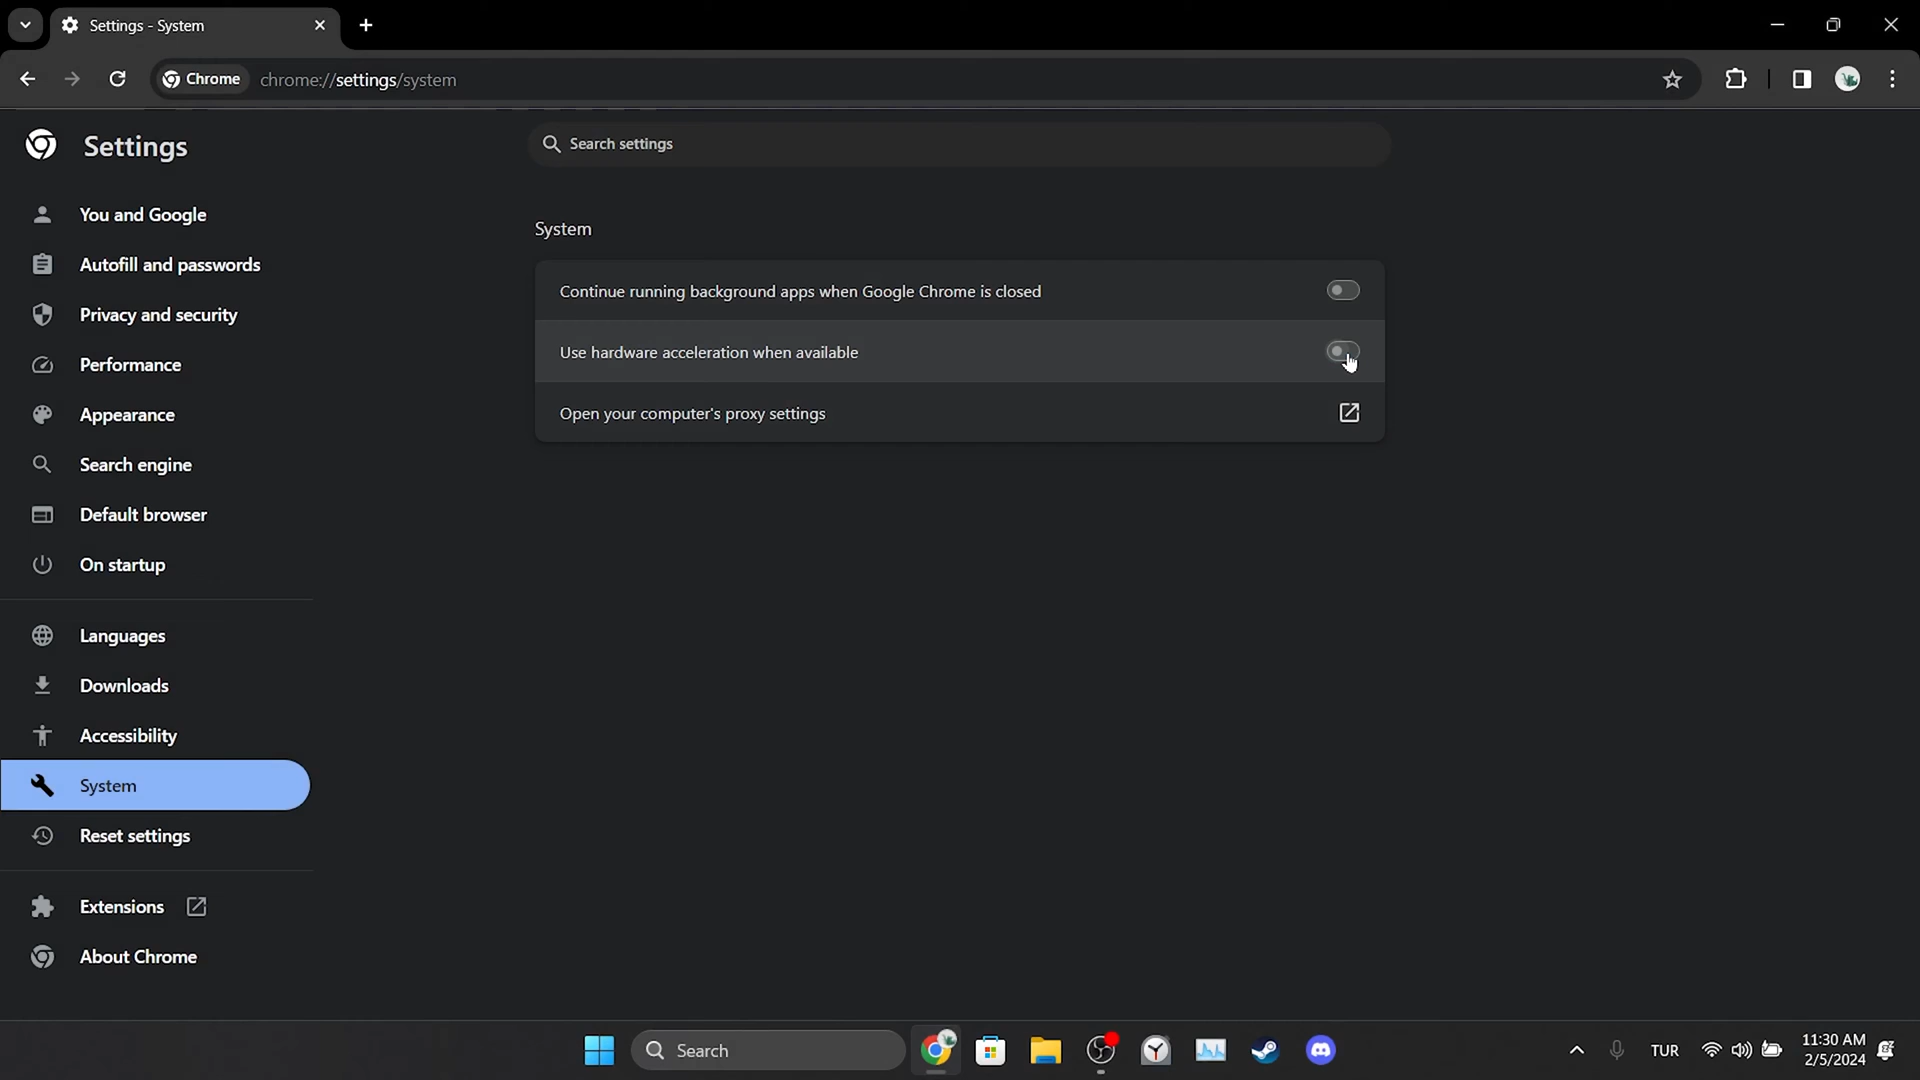 Settings - System
Chrome
chrome://settings/system
Settings
Search settings
You and Google
Autofill and passwords
Privacy and security
Performance
Appearance
Search engine
Default browser
On startup
Languages
Downloads
Accessibility
System
Reset settings
Extensions
About Chrome
System
Continue running background apps when Google Chrome is closed
Use hardware acceleration when available
Open your computer's proxy settings
Search
TUR
11:30 AM
2/5/2024